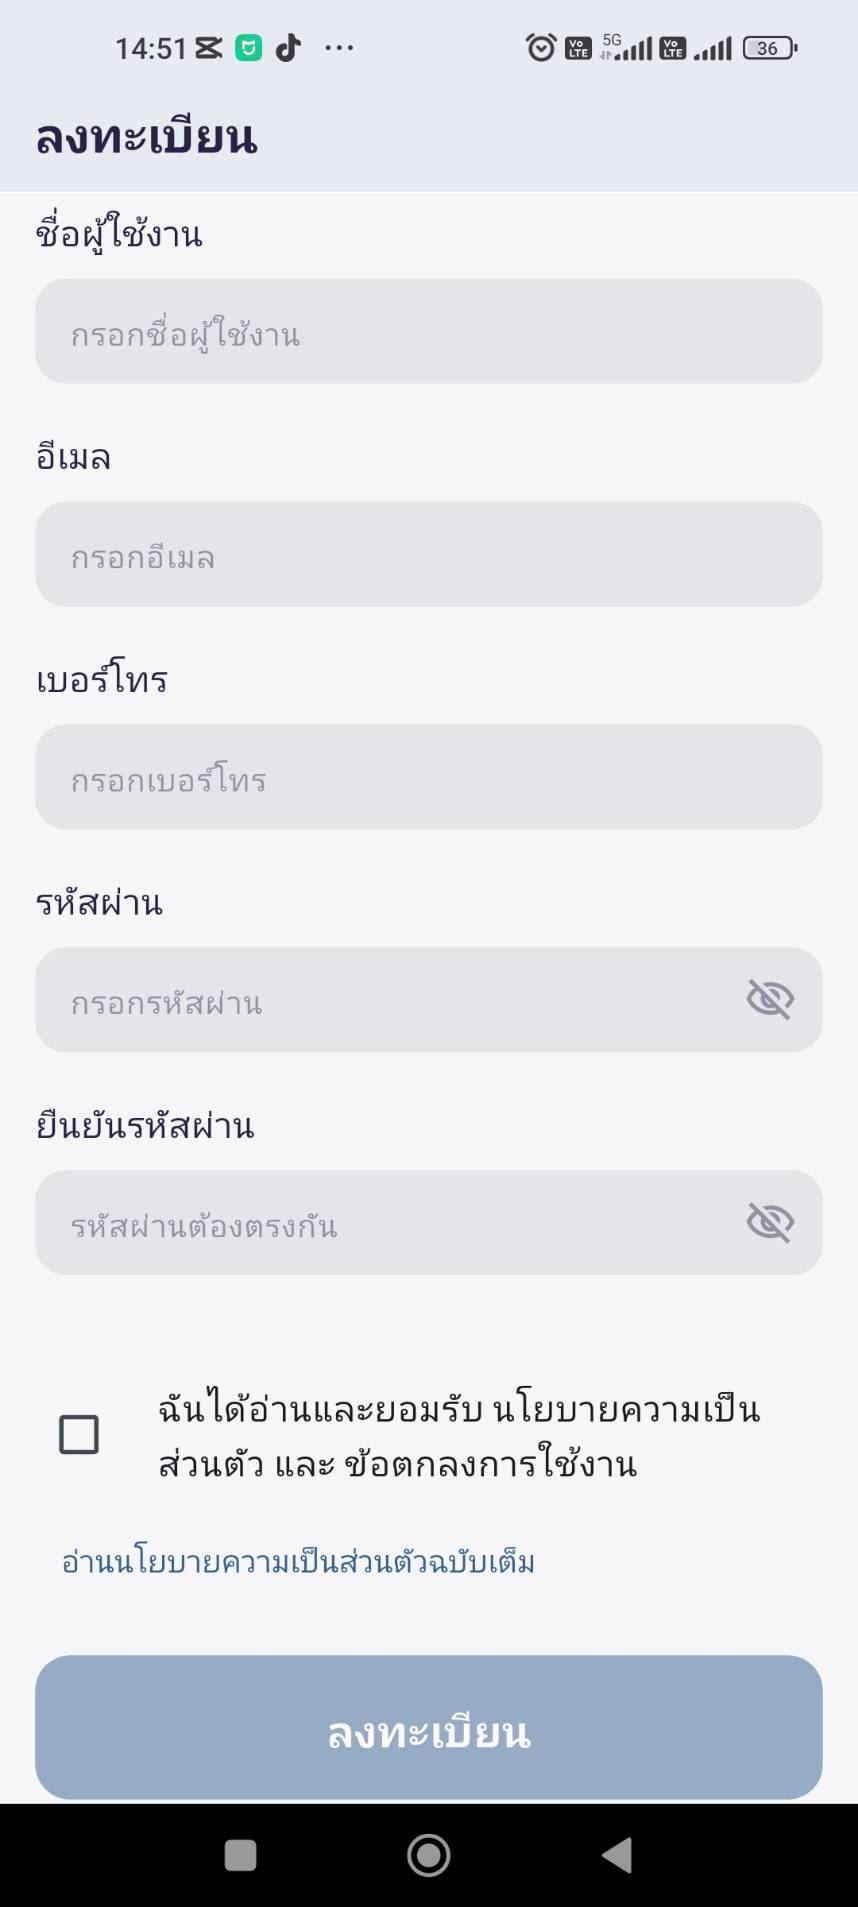 14:51 ... VoLTE 5G VoLTE 36
ลงทะเบียน
ชื่อผู้ใช้งาน
กรอกชื่อผู้ใช้งาน
อีเมล
กรอกอีเมล
เบอร์โทร
กรอกเบอร์โทร
รหัสผ่าน
กรอกรหัสผ่าน
ยืนยันรหัสผ่าน
รหัสผ่านต้องตรงกัน
ฉันได้อ่านและยอมรับ นโยบายความเป็น
ส่วนตัว และ ข้อตกลงการใช้งาน
อ่านนโยบายความเป็นส่วนตัวฉบับเต็ม
ลงทะเบียน